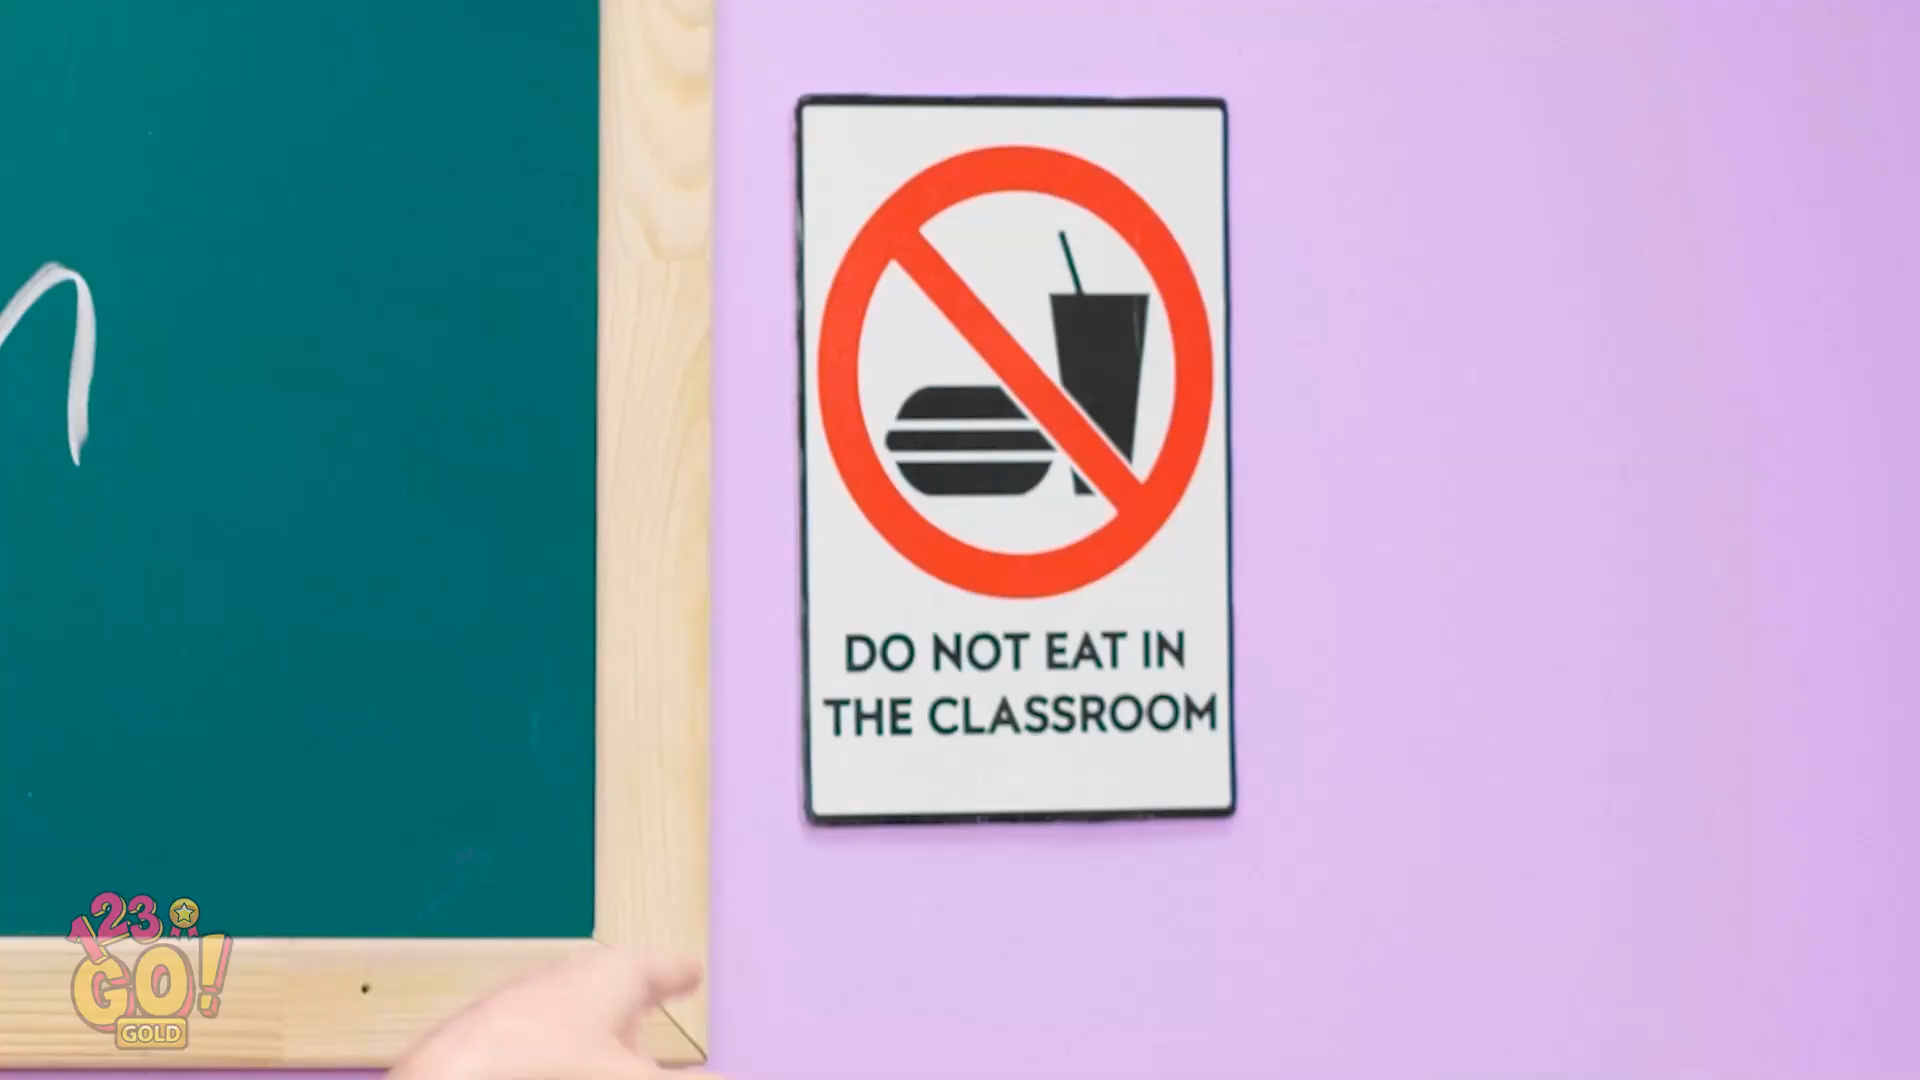 DO NOT EAT IN
THE CLASSROOM
123
GO!
GOLD